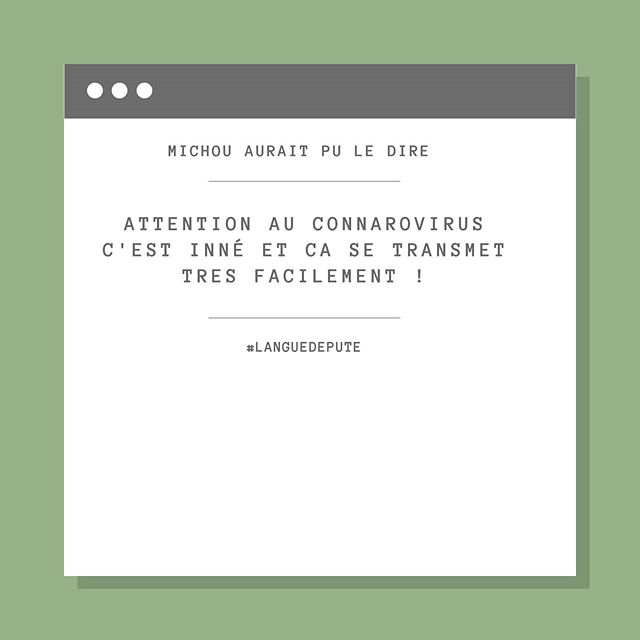 MICHOU AURAIT PU LE DIRE
ATTENTION AU CONNAROVIRUS
C'EST INNÉ ET CA SE TRANSMET
TRES FACILEMENT !
#LANGUEDEPUTE